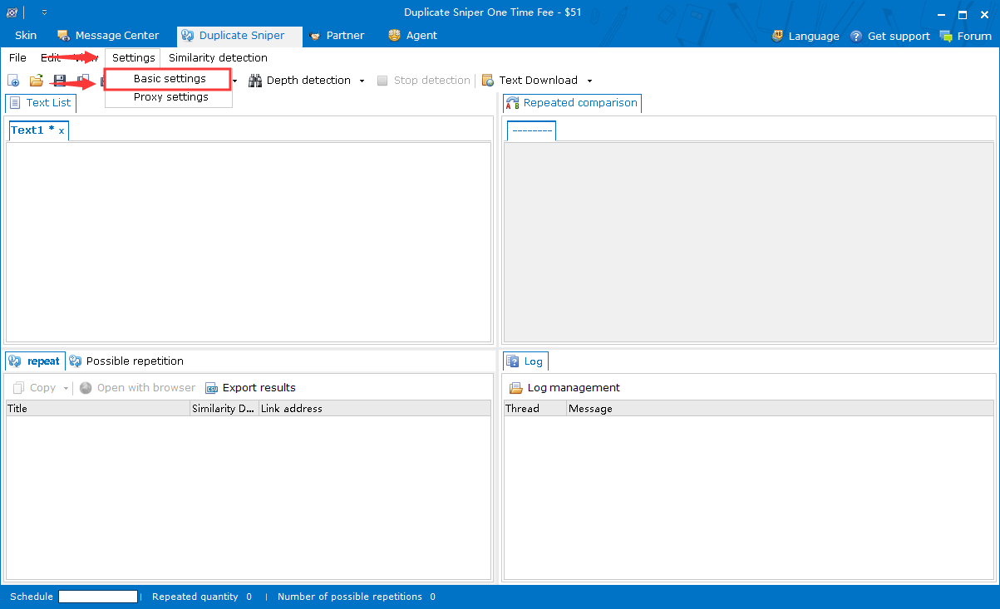 Duplicate Sniper One Time Fee - $51
Skin Message Center Duplicate Sniper Partner Agent Language Get support Forum
File Edit View Settings Similarity detection
Basic settings Depth detection Stop detection Text Download
Proxy settings
Text List Repeated comparison
Text1 * x --------
repeat Possible repetition Log
Copy Open with browser Export results Log management
Title Similarity D... Link address Thread Message
Schedule | Repeated quantity 0 | Number of possible repetitions 0